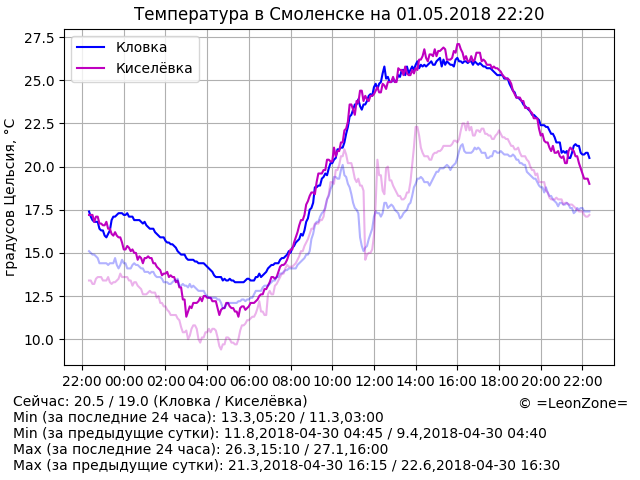 Температура в Смоленске на 01.05.2018 22:20
27.5
25.0
22.5
20.0
17.5
15.0
12.5
10.0
градусов Цельсия, °C
Кловка
Киселёвка
22:00 00:00 02:00 04:00 06:00 08:00 10:00 12:00 14:00 16:00 18:00 20:00 22:00
Сейчас: 20.5 / 19.0 (Кловка / Киселёвка)
© =LeonZone=
Min (за последние 24 часа): 13.3,05:20 / 11.3,03:00
Min (за предыдущие сутки): 11.8,2018-04-30 04:45 / 9.4,2018-04-30 04:40
Max (за последние 24 часа): 26.3,15:10 / 27.1,16:00
Max (за предыдущие сутки): 21.3,2018-04-30 16:15 / 22.6,2018-04-30 16:30